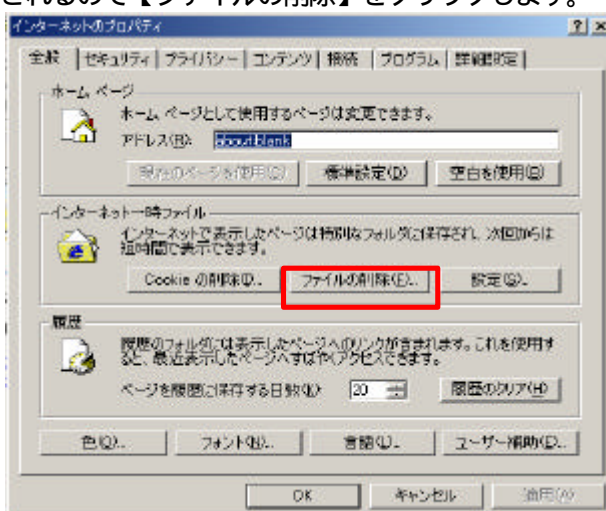 されるので【ファイルの削除】をクリックします。
インターネットのプロパティ
全般 セキュリティ プライバシー コンテンツ 接続 プログラム 詳細設定
ホーム ページ
ホーム ページとして使用するページは変更できます。
アドレス(R): about:blank
現在のページを使用(C) 標準設定(D) 空白を使用(B)
インターネット一時ファイル
インターネットで表示したページは特別なフォルダに保存され、次回からは
短時間で表示できます。
Cookie の削除(I)... ファイルの削除(F)... 設定(S)...
履歴
履歴のフォルダには表示したページへのリンクが含まれます。これを使用す
ると、最近表示したページへすばやくアクセスできます。
ページを履歴に保存する日数(K): 20 履歴のクリア(H)
色(O)... フォント(N)... 言語(L)... ユーザー補助(E)...
OK キャンセル 適用(A)